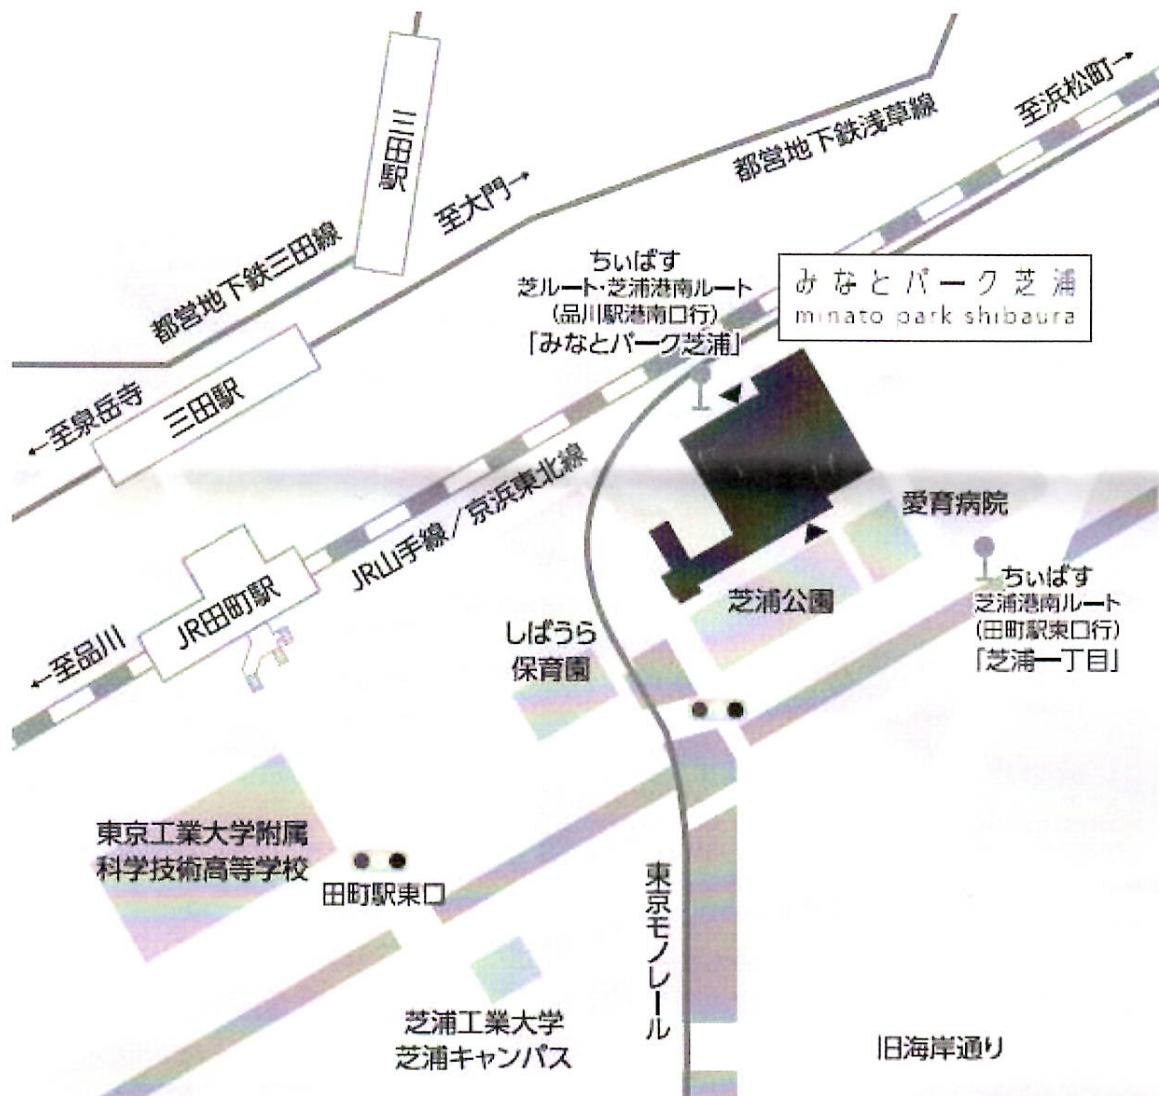 三田駅
至大門→
都営地下鉄浅草線
至浜松町→
都営地下鉄三田線
←至泉岳寺
三田駅
ちぃばす
芝ルート・芝浦港南ルート
(品川駅港南口行)
「みなとパーク芝浦」
みなとパーク芝浦
minato park shibaura
JR山手線/京浜東北線
JR田町駅
←至品川
愛育病院
芝浦公園
ちぃばす
芝浦港南ルート
(田町駅東口行)
「芝浦一丁目」
しばうら
保育園
東京工業大学附属
科学技術高等学校
田町駅東口
東京モノレール
芝浦工業大学
芝浦キャンパス
旧海岸通り